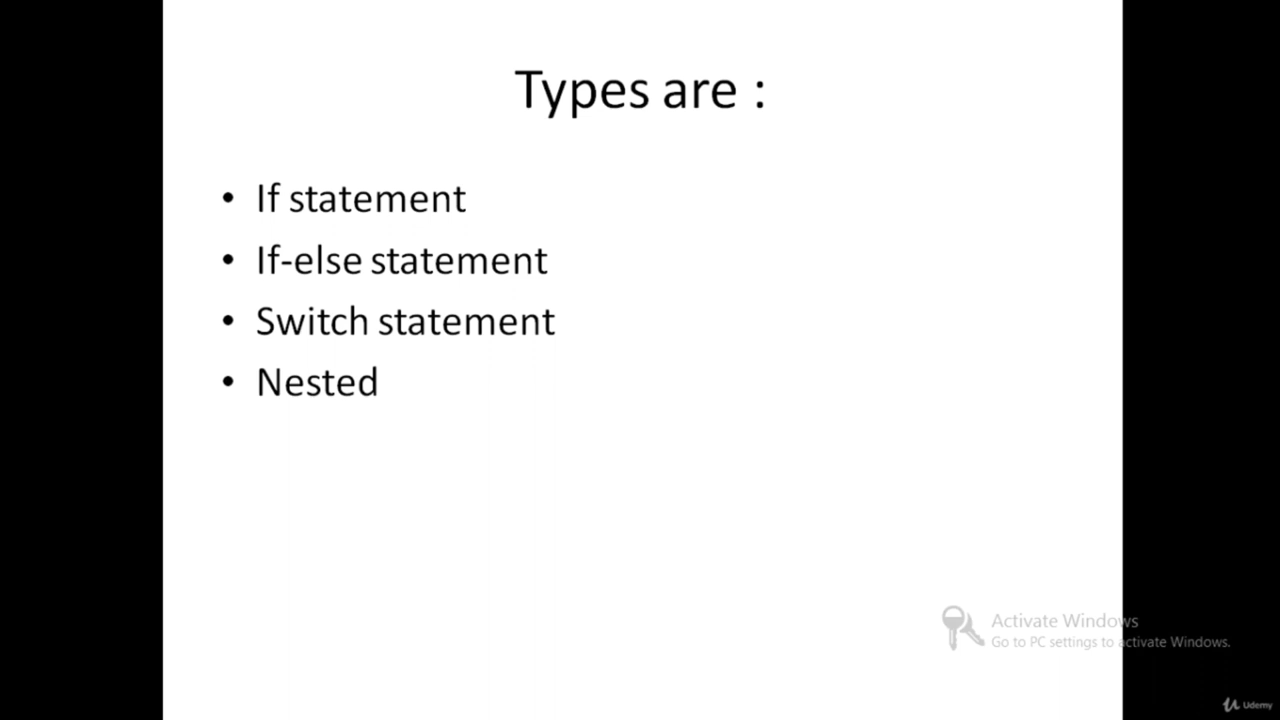 Types are :
• If statement
• If-else statement
• Switch statement
• Nested
Activate Windows
Go to PC settings to activate Windows.
Udemy